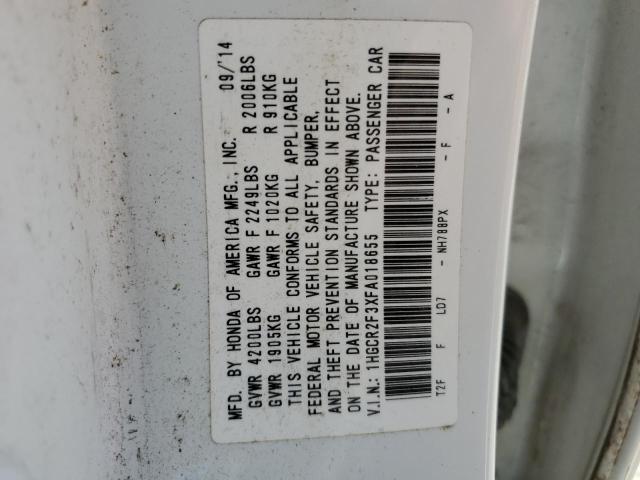 MFD. BY HONDA OF AMERICA MFG., INC. 09/'14
GVWR 4200LBS GAWR F 2249LBS R 2006LBS
GVWR 1905KG GAWR F 1020KG R 910KG
THIS VEHICLE CONFORMS TO ALL APPLICABLE
FEDERAL MOTOR VEHICLE SAFETY, BUMPER,
AND THEFT PREVENTION STANDARDS IN EFFECT
ON THE DATE OF MANUFACTURE SHOWN ABOVE.
V.I.N.: 1HGCR2F3XFA018655 TYPE: PASSENGER CAR
T2F F LD7 - NH788PX - F - A